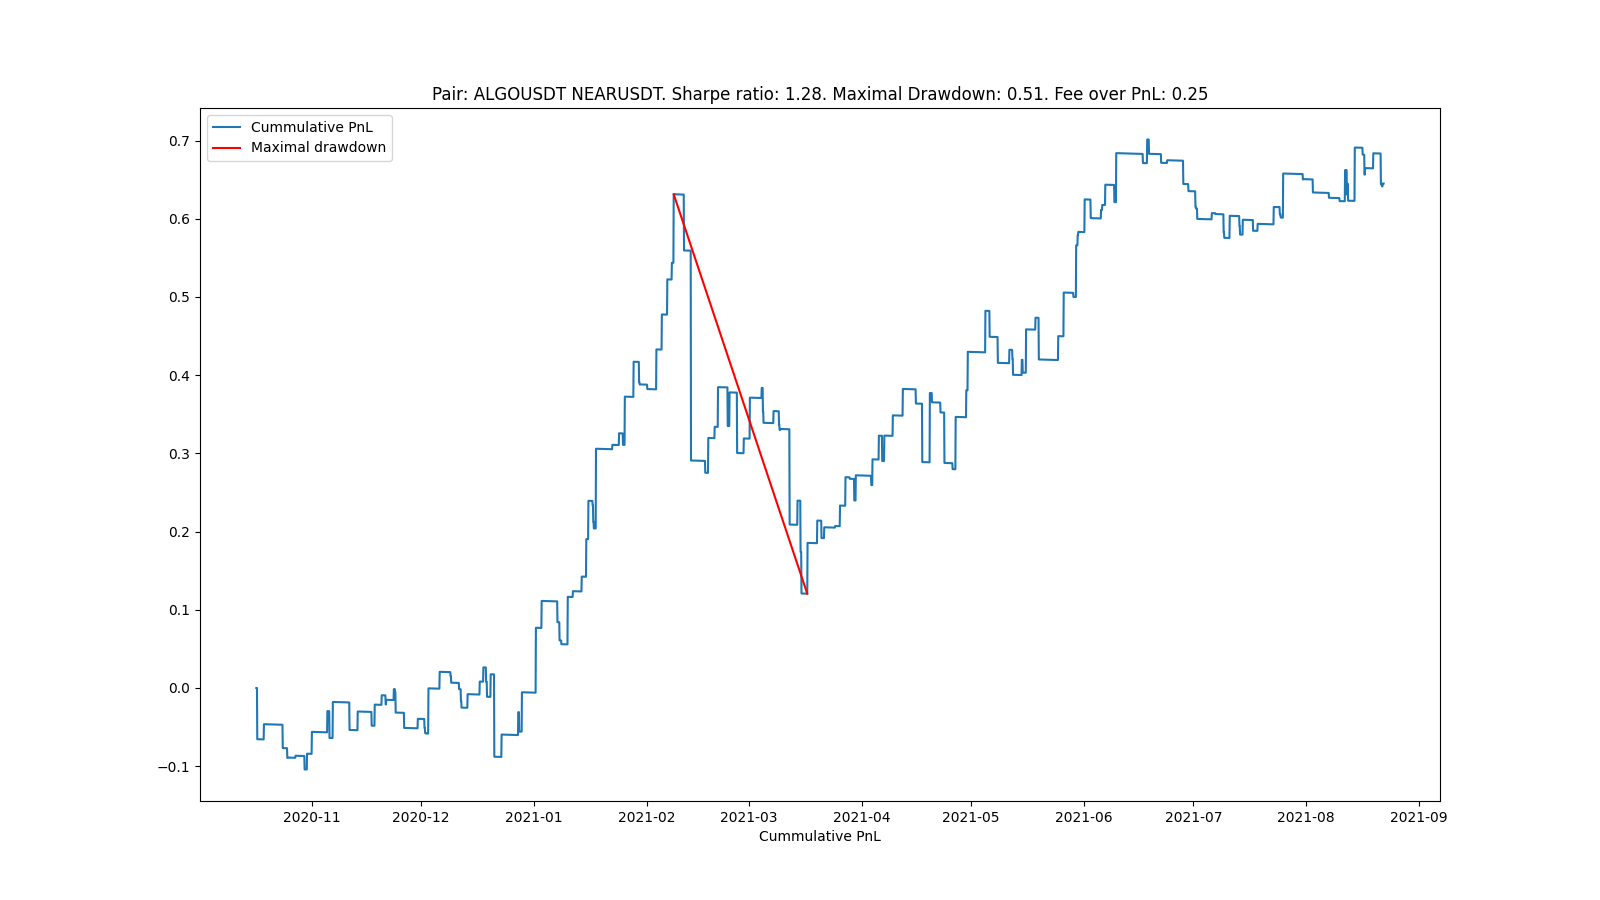 Pair: ALGOUSDT NEARUSDT. Sharpe ratio: 1.28. Maximal Drawdown: 0.51. Fee over PnL: 0.25
Cummulative PnL
Maximal drawdown
0.7
0.6
0.5
0.4
0.3
0.2
0.1
0.0
−0.1
2020-11 2020-12 2021-01 2021-02 2021-03 2021-04 2021-05 2021-06 2021-07 2021-08 2021-09
Cummulative PnL